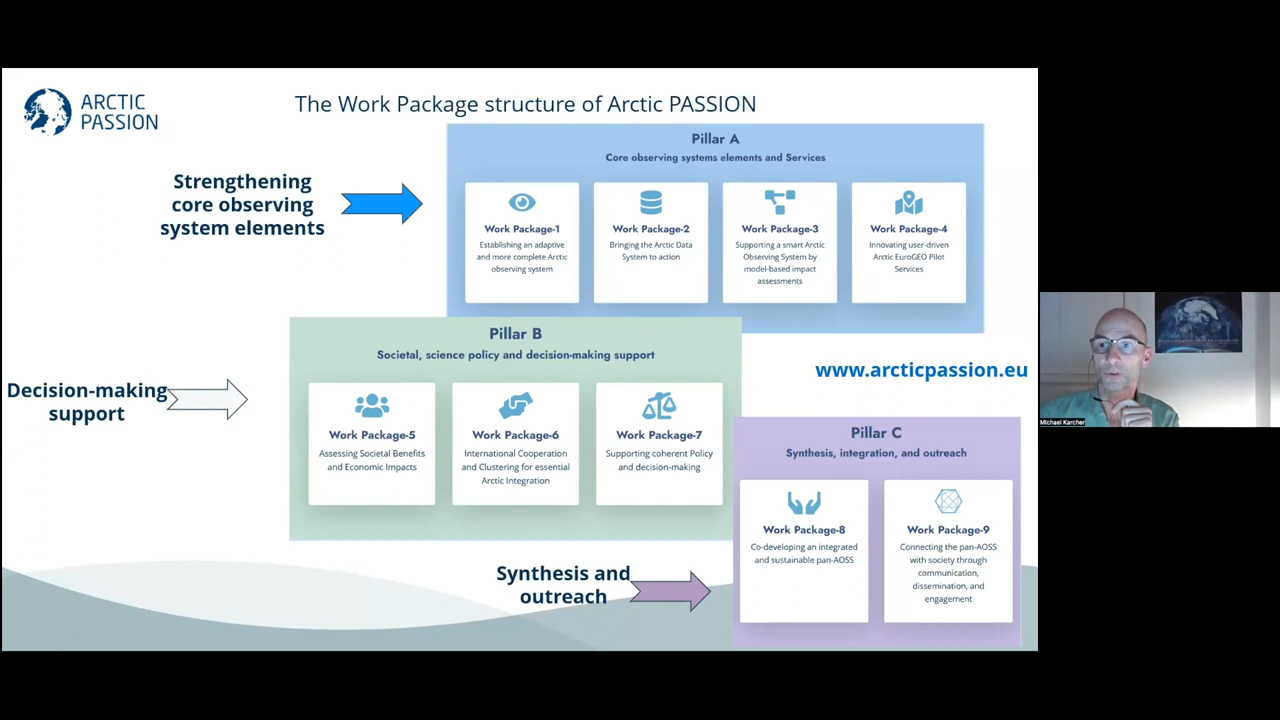 ARCTIC
PASSION
The Work Package structure of Arctic PASSION
Strengthening
core observing
system elements
Pillar A
Core observing systems elements and Services
Work Package-1
Establishing an adaptive
and more complete Arctic
observing system
Work Package-2
Bringing the Arctic Data
System to action
Work Package-3
Supporting a smart Arctic
Observing System by
model-based impact
assessments
Work Package-4
Innovating user-driven
Arctic EuroGEO Pilot
Services
Decision-making
support
Pillar B
Societal, science policy and decision-making support
Work Package-5
Assessing Societal Benefits
and Economic Impacts
Work Package-6
International Cooperation
and Clustering for essential
Arctic Integration
Work Package-7
Supporting coherent Policy
and decision-making
www.arcticpassion.eu
Michael Karcher
Synthesis and
outreach
Pillar C
Synthesis, integration, and outreach
Work Package-8
Co-developing an integrated
and sustainable pan-AOSS
Work Package-9
Connecting the pan-AOSS
with society through
communication,
dissemination, and
engagement